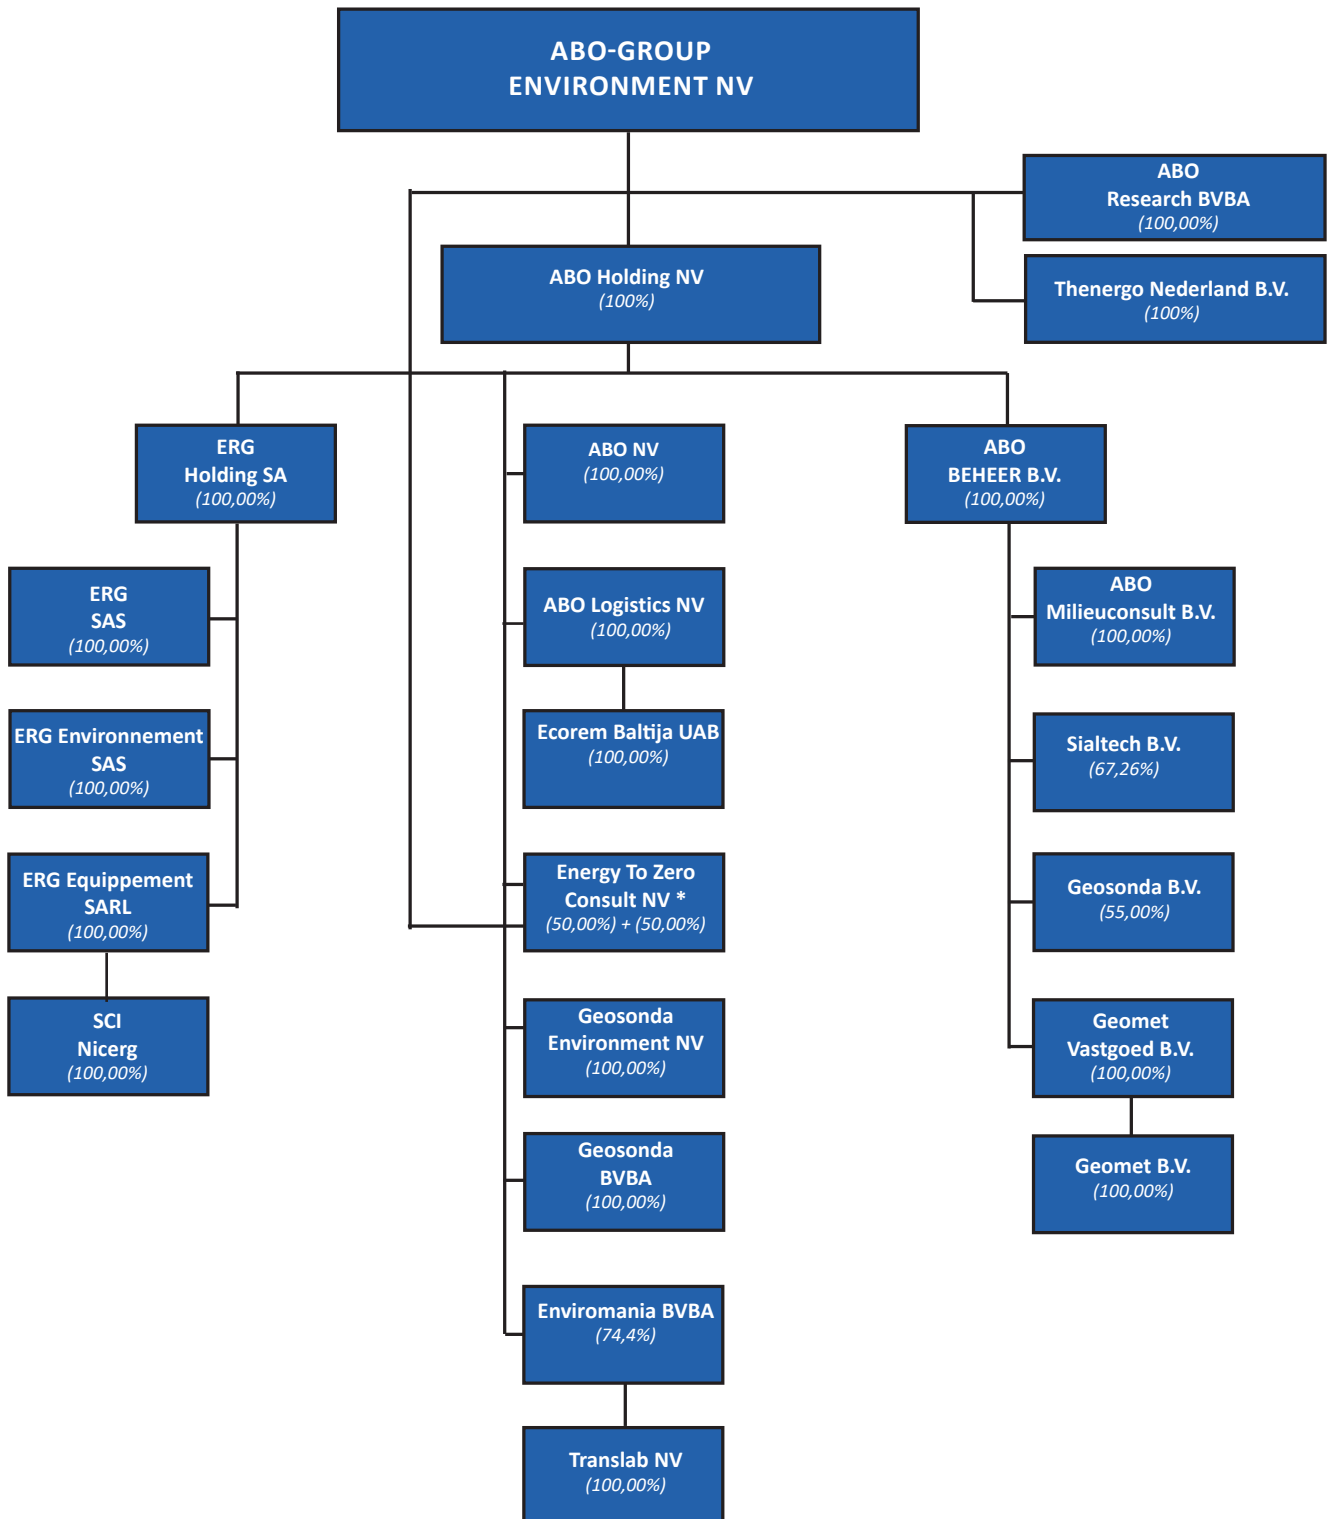 ABO-GROUP
ENVIRONMENT NV
ABO
Research BVBA
(100,00%)
ABO Holding NV
(100%)
Thenergo Nederland B.V.
(100%)
ERG
Holding SA
(100,00%)
ABO NV
(100,00%)
ABO
BEHEER B.V.
(100,00%)
ERG
SAS
(100,00%)
ABO Logistics NV
(100,00%)
ABO
Milieuconsult B.V.
(100,00%)
ERG Environnement
SAS
(100,00%)
Ecorem Baltija UAB
(100,00%)
Sialtech B.V.
(67,26%)
ERG Equippement
SARL
(100,00%)
Energy To Zero
Consult NV *
(50,00%) + (50,00%)
Geosonda B.V.
(55,00%)
SCI
Nicerg
(100,00%)
Geosonda
Environment NV
(100,00%)
Geomet
Vastgoed B.V.
(100,00%)
Geosonda
BVBA
(100,00%)
Geomet B.V.
(100,00%)
Enviromania BVBA
(74,4%)
Translab NV
(100,00%)